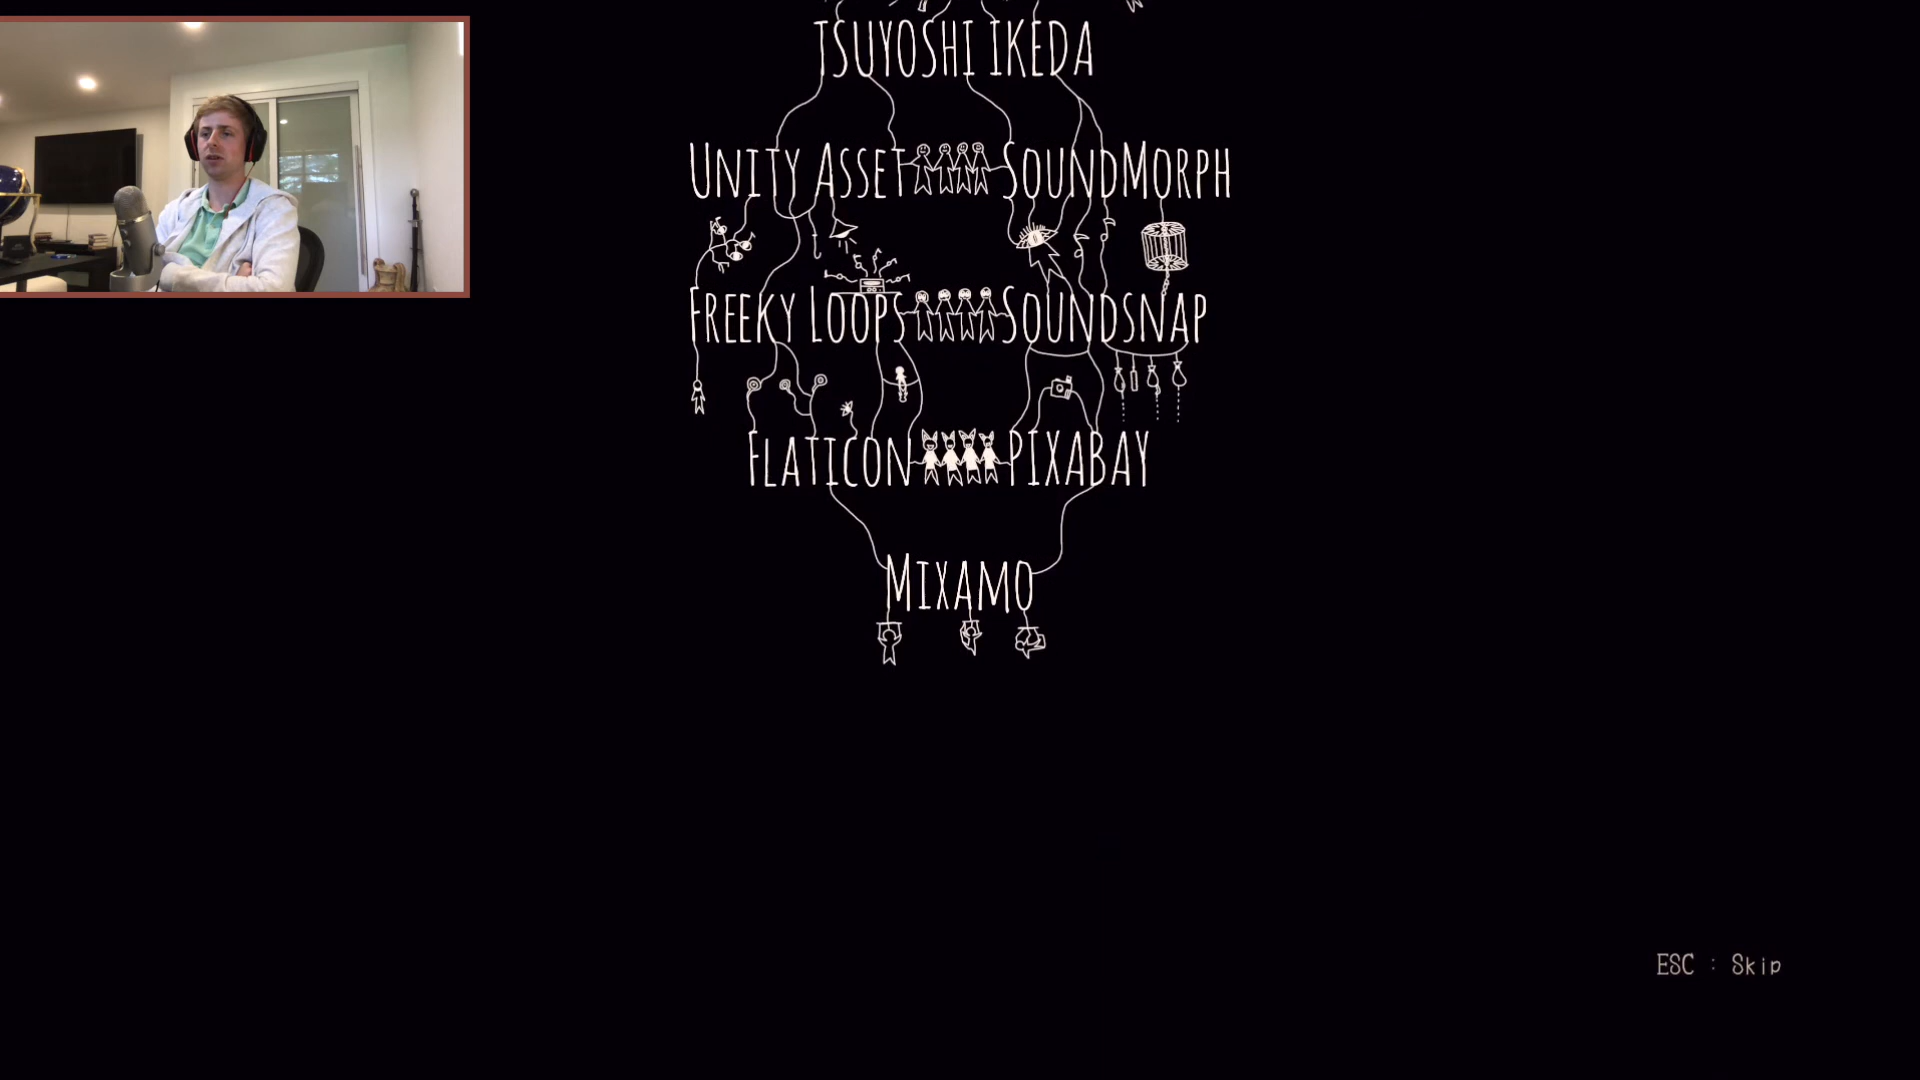 TSUYOSHI IKEDA
UNITY ASSET SOUNDMORPH
FREEKY LOOPS SOUNDSNAP
FLATICON PIXABAY
MIXAMO
ESC : Skip